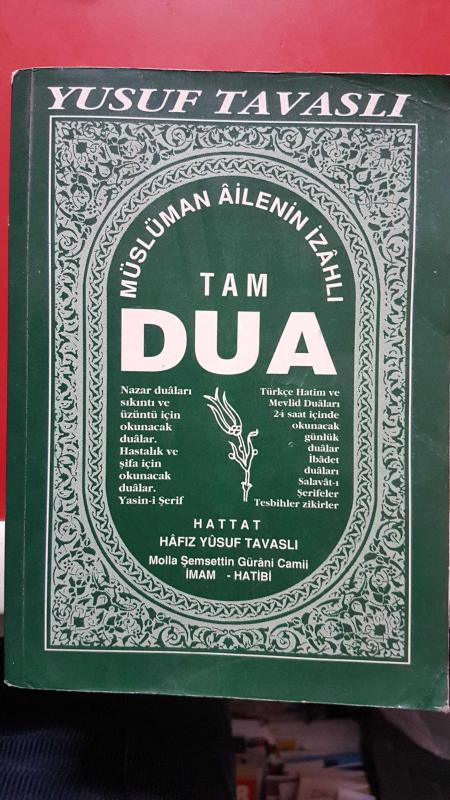 YUSUF TAVASLI
MÜSLÜMAN ÂİLENİN İZÂHLI
TAM
DUA
Nazar duâları
sıkıntı ve
üzüntü için
okunacak
duâlar.
Hastalık ve
şifa için
okunacak
duâlar.
Yasin-i Şerif
Türkçe Hatim ve
Mevlid Duâları
24 saat içinde
okunacak
günlük
duâlar
İbâdet
duâları
Salavât-ı
Şerifeler
Tesbihler zikirler
HATTAT
HÂFIZ YÛSUF TAVASLI
Molla Şemsettin Gürâni Camii
İMAM - HATİBİ